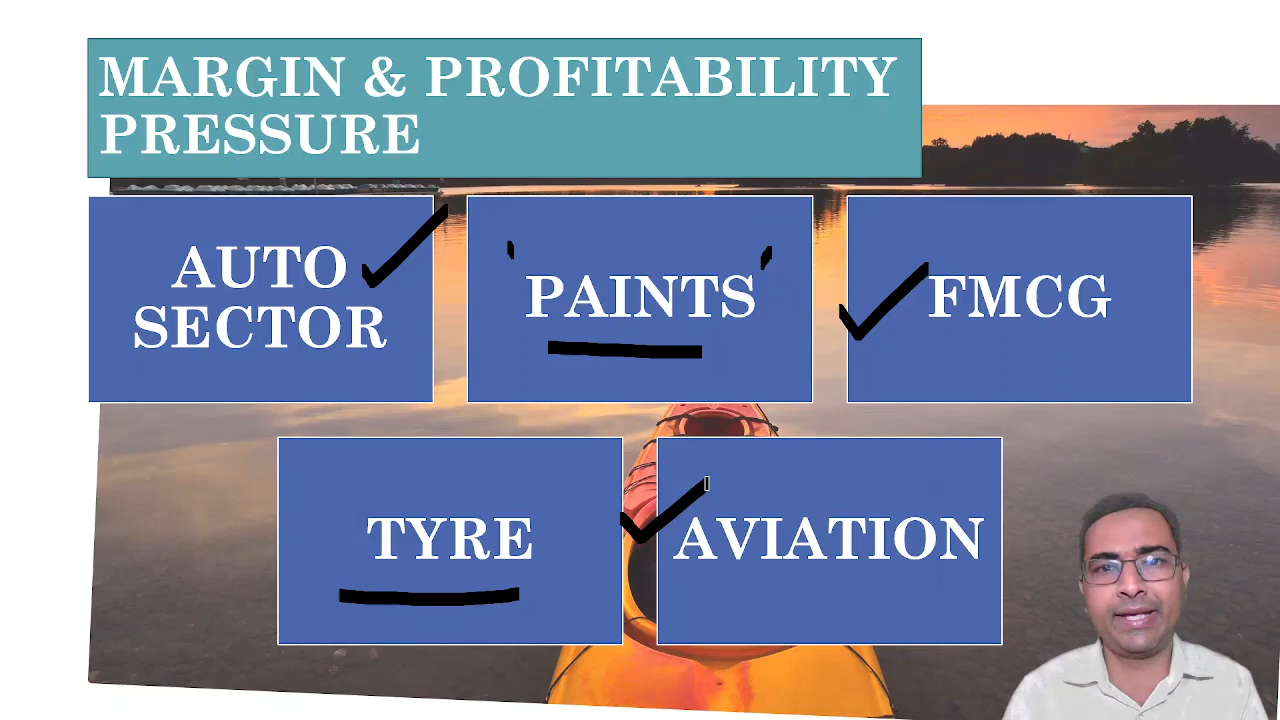 MARGIN & PROFITABILITY
PRESSURE
AUTO
SECTOR
PAINTS
FMCG
TYRE
AVIATION